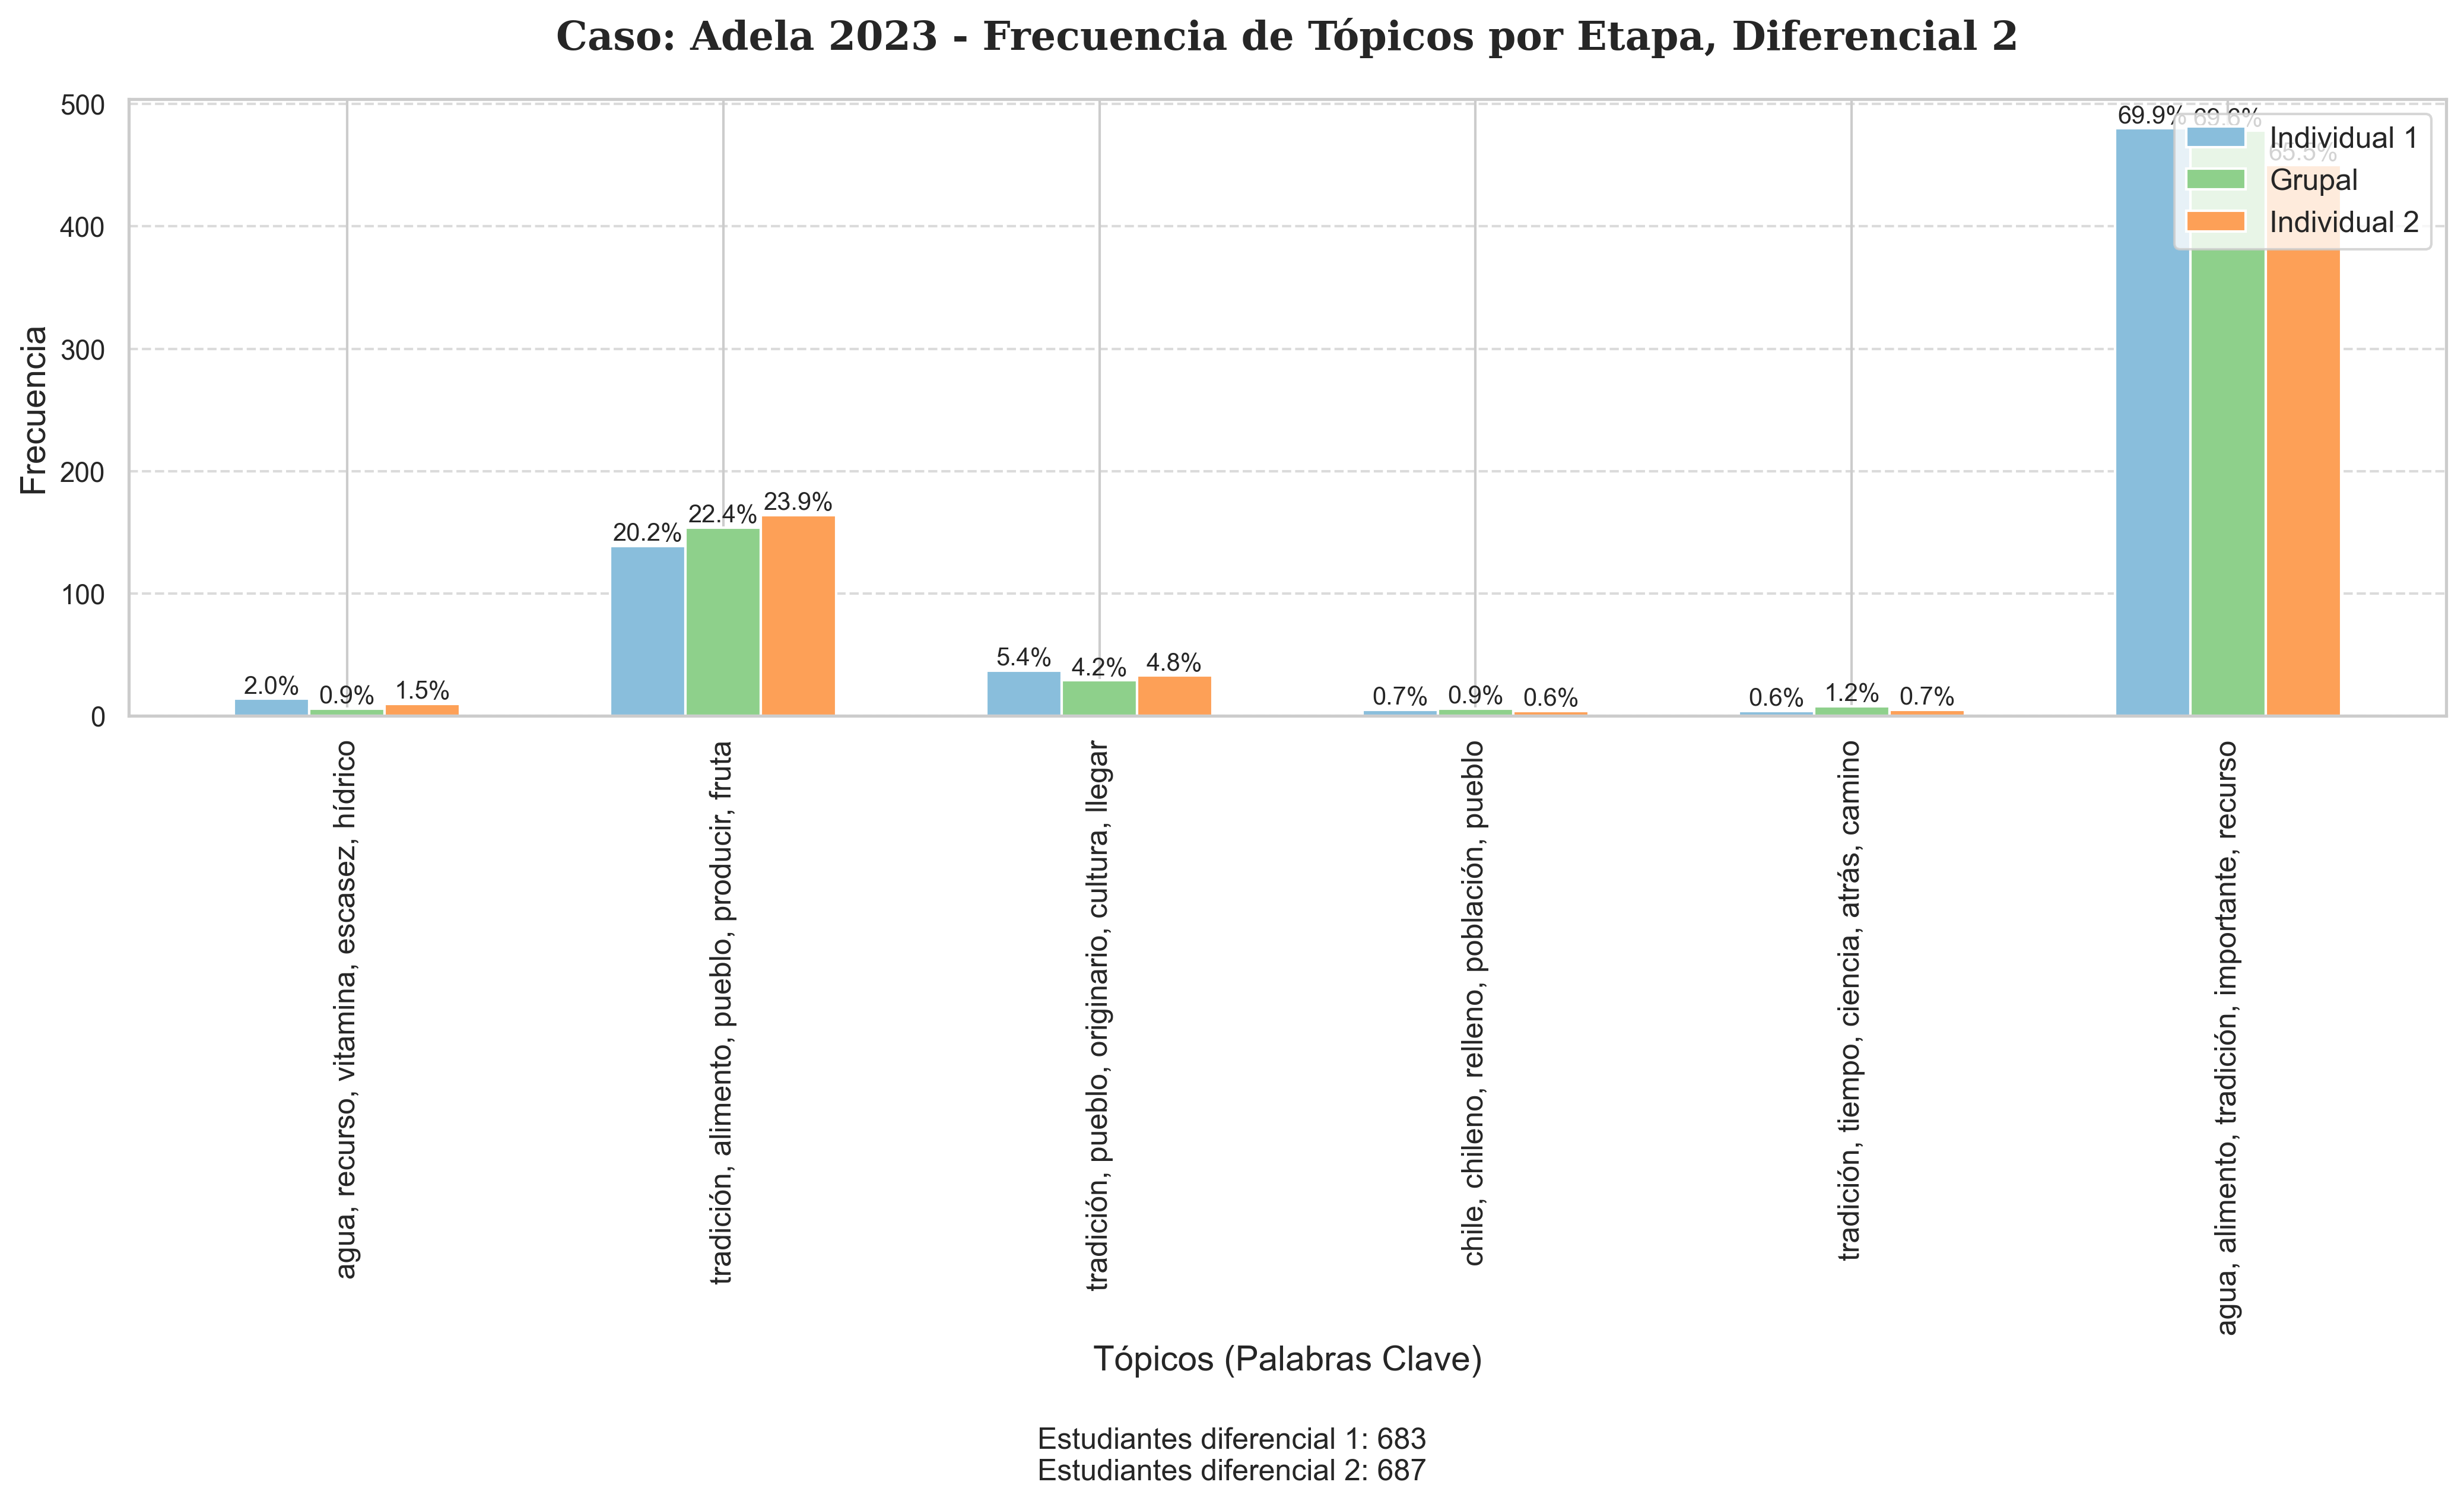 Caso: Adela 2023 - Frecuencia de Tópicos por Etapa, Diferencial 2
Frecuencia
500
400
300
200
100
0
2.0%
0.9%
1.5%
20.2%
22.4%
23.9%
5.4%
4.2%
4.8%
0.7%
0.9%
0.6%
0.6%
1.2%
0.7%
69.9%
69.6%
65.5%
Individual 1
Grupal
Individual 2
agua, recurso, vitamina, escasez, hídrico
tradición, alimento, pueblo, producir, fruta
tradición, pueblo, originario, cultura, llegar
chile, chileno, relleno, población, pueblo
tradición, tiempo, ciencia, atrás, camino
agua, alimento, tradición, importante, recurso
Tópicos (Palabras Clave)
Estudiantes diferencial 1: 683
Estudiantes diferencial 2: 687